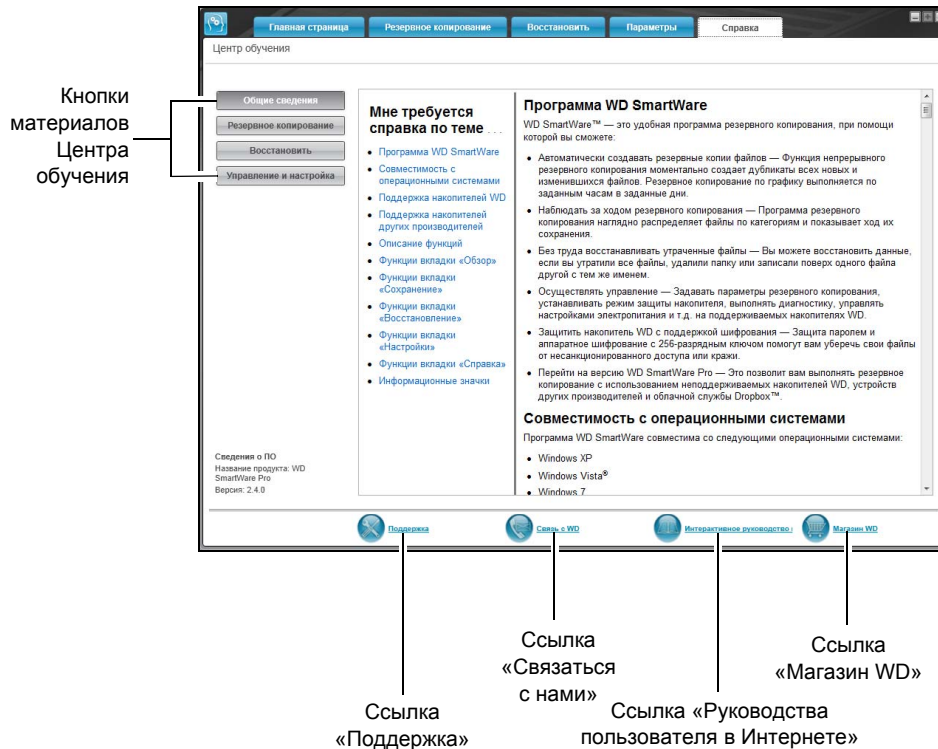 Главная страница
Резервное копирование
Восстановить
Параметры
Справка
Центр обучения
Кнопки
материалов
Центра
обучения
Общие сведения
Резервное копирование
Восстановить
Управление и настройка
Мне требуется
справка по теме . . .
• Программа WD SmartWare
• Совместимость с
операционными системами
• Поддержка накопителей WD
• Поддержка накопителей
других производителей
• Описание функций
• Функции вкладки «Обзор»
• Функции вкладки
«Сохранение»
• Функции вкладки
«Восстановление»
• Функции вкладки
«Настройки»
• Функции вкладки «Справка»
• Информационные значки
Программа WD SmartWare
WD SmartWare™ — это удобная программа резервного копирования, при помощи
которой вы сможете:
• Автоматически создавать резервные копии файлов — Функция непрерывного
резервного копирования моментально создает дубликаты всех новых и
изменившихся файлов. Резервное копирование по графику выполняется по
заданным часам в заданные дни.
• Наблюдать за ходом резервного копирования — Программа резервного
копирования наглядно распределяет файлы по категориям и показывает ход их
сохранения.
• Без труда восстанавливать утраченные файлы — Вы можете восстановить данные,
если вы утратили все файлы, удалили папку или записали поверх одного файла
другой с тем же именем.
• Осуществлять управление — Задавать параметры резервного копирования,
устанавливать режим защиты накопителя, выполнять диагностику, управлять
настройками электропитания и т.д. на поддерживаемых накопителях WD.
• Защитить накопитель WD с поддержкой шифрования — Защита паролем и
аппаратное шифрование с 256-разрядным ключом помогут вам уберечь свои файлы
от несанкционированного доступа или кражи.
• Перейти на версию WD SmartWare Pro — Это позволит вам выполнять резервное
копирование с использованием неподдерживаемых накопителей WD, устройств
других производителей и облачной службы Dropbox™.
Совместимость с операционными системами
Программа WD SmartWare совместима со следующими операционными системами:
• Windows XP
• Windows Vista®
• Windows 7
Сведения о ПО
Название продукта: WD
SmartWare Pro
Версия: 2.4.0
Поддержка
Связь с WD
Интерактивное руководство
Магазин WD
Ссылка
«Поддержка»
Ссылка
«Связаться
с нами»
Ссылка «Руководства
пользователя в Интернете»
Ссылка
«Магазин WD»